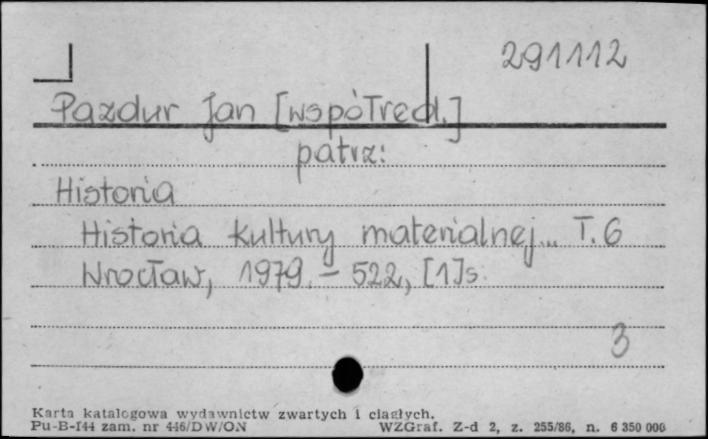 291112
Pazdur Jan [współred.]
patrz:
Historia
Historia kultury materialnej... T. 6
Wrocław, 1979. – 522, [1] s.
3
Karta katalogowa wydawnictw zwartych i ciągłych.
Pu-B-144 zam. nr 446/DW/ON WZGraf. Z-d 2, z. 255/86, n. 6 350 000